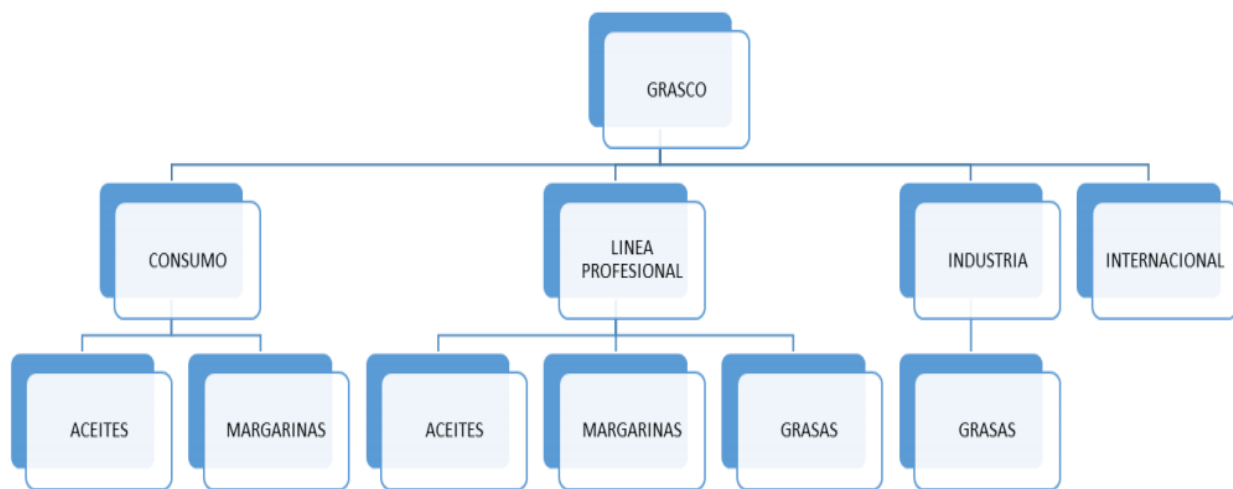 GRASCO
CONSUMO
LINEA
PROFESIONAL
INDUSTRIA
INTERNACIONAL
ACEITES
MARGARINAS
ACEITES
MARGARINAS
GRASAS
GRASAS